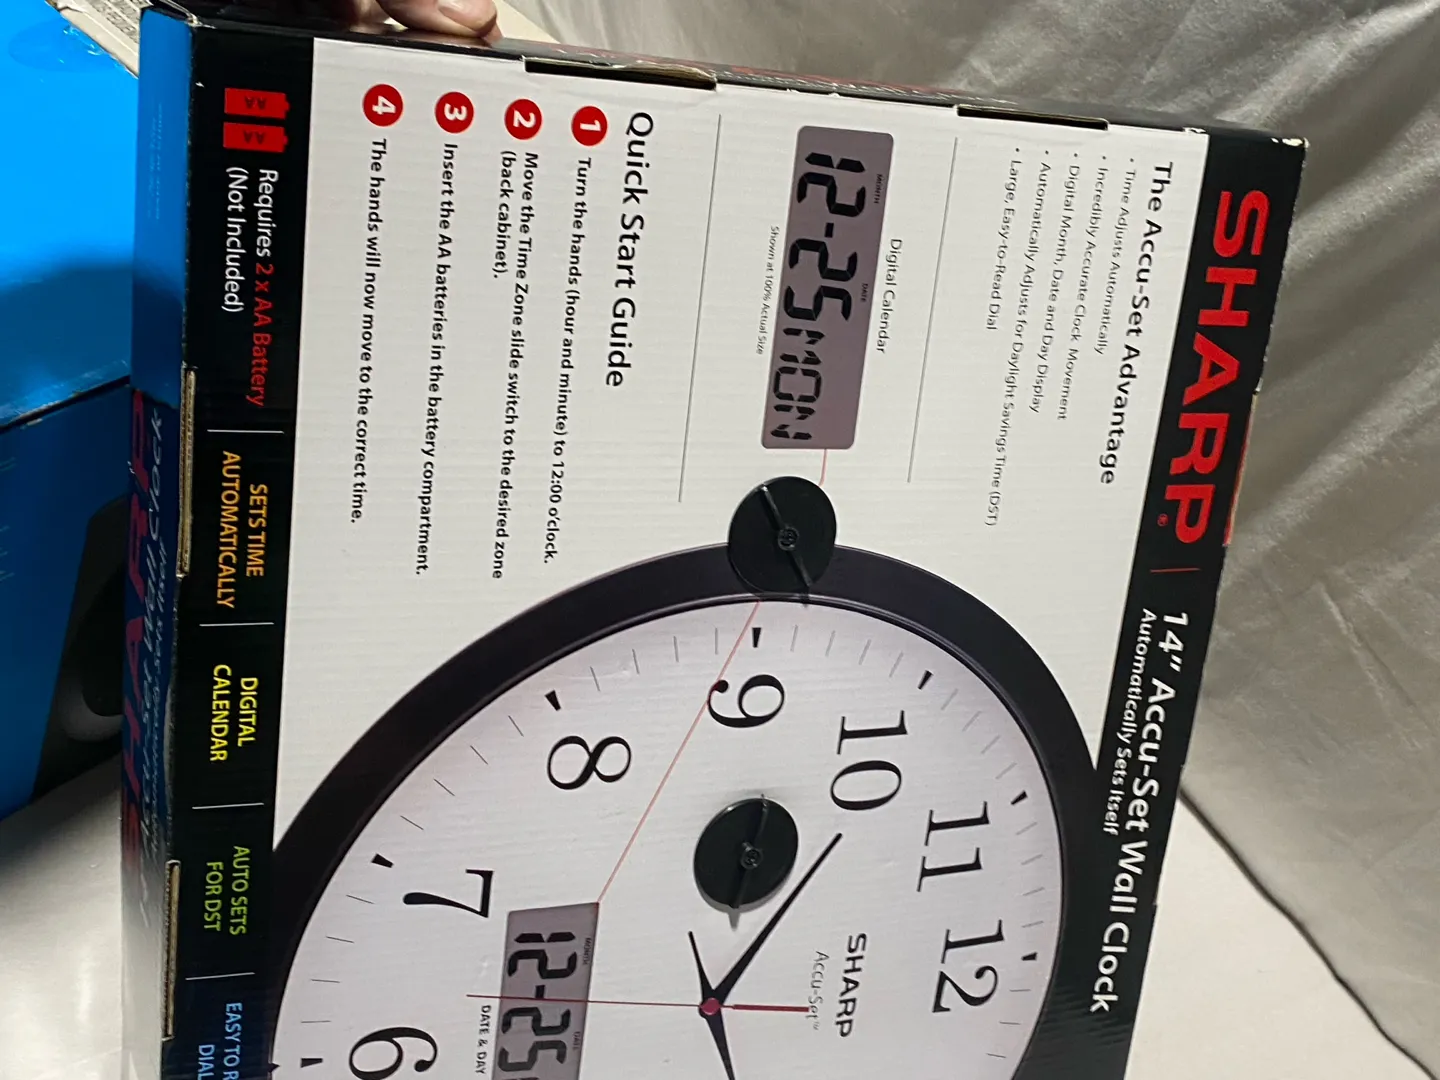 SHARP®
14" Accu-Set Wall Clock
Automatically Sets Itself
The Accu-Set Advantage
• Time Adjusts Automatically
• Incredibly Accurate Clock Movement
• Digital Month, Date and Day Display
• Automatically Adjusts for Daylight Savings Time (DST)
• Large, Easy-to-Read Dial
Digital Calendar
MONTH DATE
12-25 MON
Shown at 100% Actual Size
Quick Start Guide
1 Turn the hands (hour and minute) to 12:00 o'clock.
2 Move the Time Zone slide switch to the desired zone
(back cabinet).
3 Insert the AA batteries in the battery compartment.
4 The hands will now move to the correct time.
12
11
10
9
8
7
6
SHARP
Accu-Set™
MONTH DATE
12-25
DATE & DAY
Requires 2 x AA Battery
(Not Included)
SETS TIME
AUTOMATICALLY
DIGITAL
CALENDAR
AUTO SETS
FOR DST
EASY TO R
DIAL
SHARP